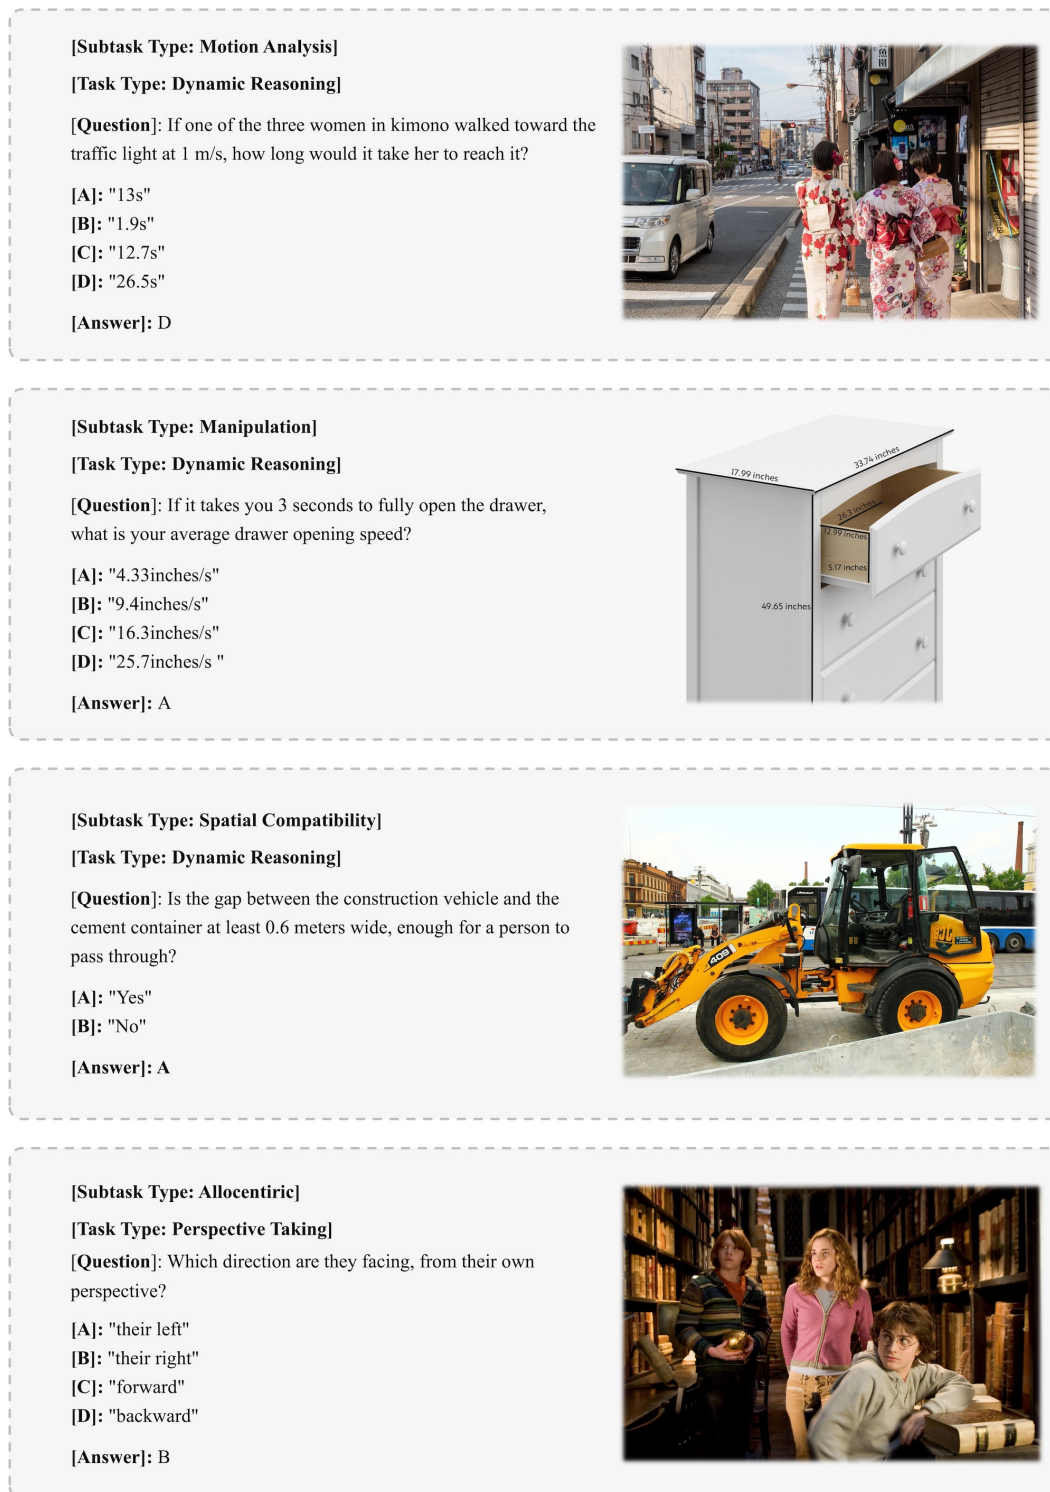 [Subtask Type: Motion Analysis]
[Task Type: Dynamic Reasoning]
[Question]: If one of the three women in kimono walked toward the
traffic light at 1 m/s, how long would it take her to reach it?
[A]: "13s"
[B]: "1.9s"
[C]: "12.7s"
[D]: "26.5s"
[Answer]: D
[Subtask Type: Manipulation]
[Task Type: Dynamic Reasoning]
[Question]: If it takes you 3 seconds to fully open the drawer,
what is your average drawer opening speed?
[A]: "4.33inches/s"
[B]: "9.4inches/s"
[C]: "16.3inches/s"
[D]: "25.7inches/s "
[Answer]: A
17.99 inches
33.74 inches
26.3 inches
12.99 inches
5.17 inches
49.65 inches
[Subtask Type: Spatial Compatibility]
[Task Type: Dynamic Reasoning]
[Question]: Is the gap between the construction vehicle and the
cement container at least 0.6 meters wide, enough for a person to
pass through?
[A]: "Yes"
[B]: "No"
[Answer]: A
409
[Subtask Type: Allocentiric]
[Task Type: Perspective Taking]
[Question]: Which direction are they facing, from their own
perspective?
[A]: "their left"
[B]: "their right"
[C]: "forward"
[D]: "backward"
[Answer]: B